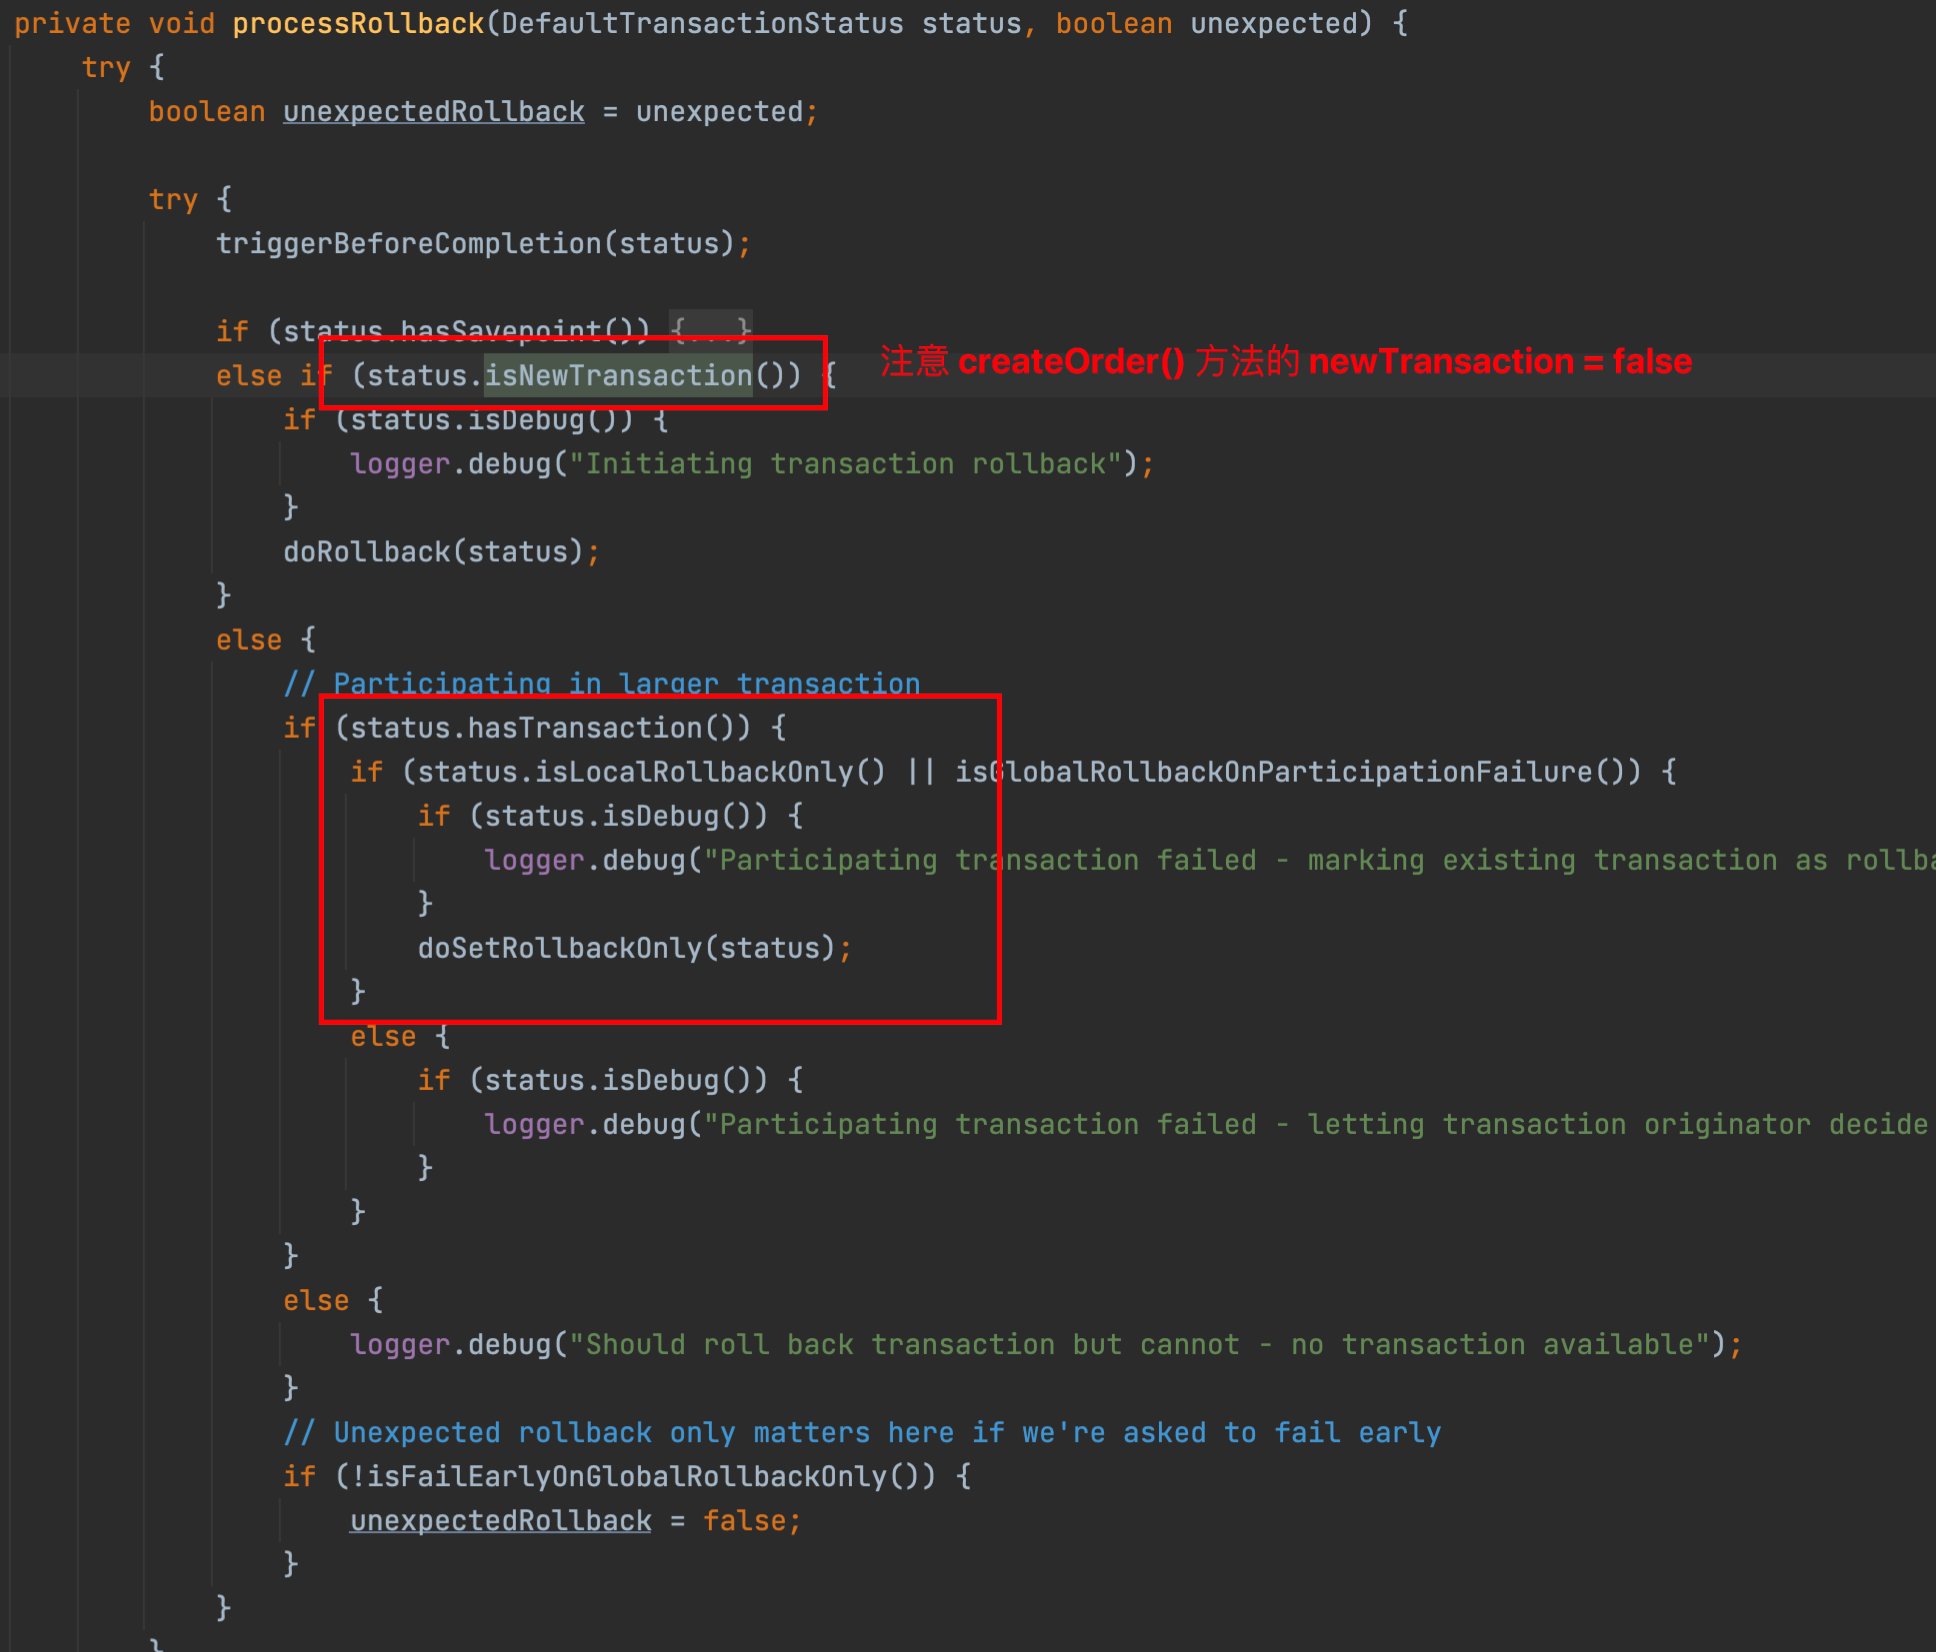 private void processRollback(DefaultTransactionStatus status, boolean unexpected) {
try {
boolean unexpectedRollback = unexpected;
try {
triggerBeforeCompletion(status);
if (status.hasSavepoint()) {...}
else if (status.isNewTransaction()) { 注意 createOrder() 方法的 newTransaction = false
if (status.isDebug()) {
logger.debug("Initiating transaction rollback");
}
doRollback(status);
}
else {
// Participating in larger transaction
if (status.hasTransaction()) {
if (status.isLocalRollbackOnly() || isGlobalRollbackOnParticipationFailure()) {
if (status.isDebug()) {
logger.debug("Participating transaction failed - marking existing transaction as
}
doSetRollbackOnly(status);
}
else {
if (status.isDebug()) {
logger.debug("Participating transaction failed - letting transaction originator decide
}
}
}
else {
logger.debug("Should roll back transaction but cannot - no transaction available");
}
// Unexpected rollback only matters here if we're asked to fail early
if (!isFailEarlyOnGlobalRollbackOnly()) {
unexpectedRollback = false;
}
}
}